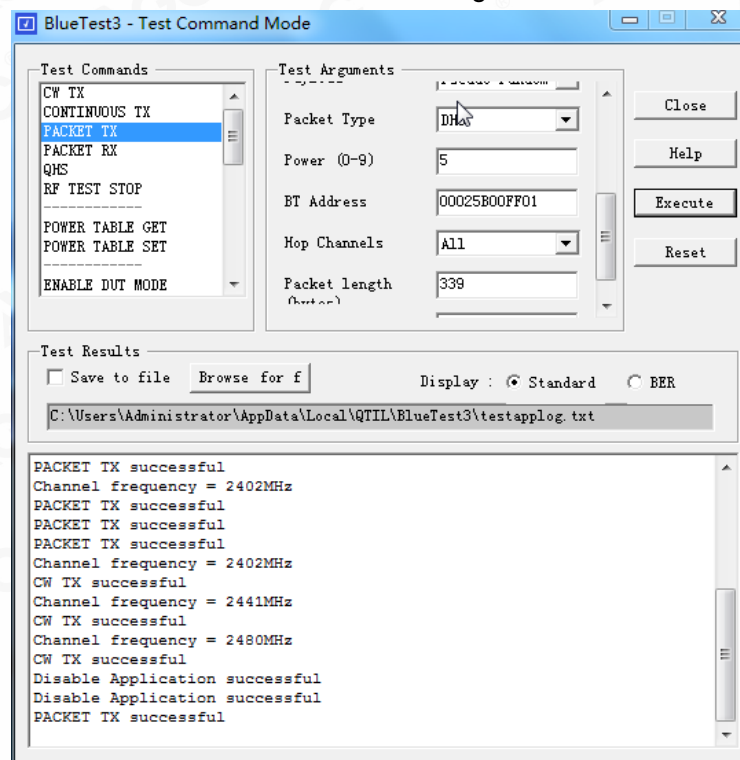 BlueTest3 - Test Command Mode
Test Commands
CW TX
CONTINUOUS TX
PACKET TX
PACKET RX
QHS
RF TEST STOP
------------
POWER TABLE GET
POWER TABLE SET
------------
ENABLE DUT MODE
Test Arguments
Packet Type
Power (0-9) 5
BT Address 00025B00FF01
Hop Channels All
Packet length 339
(bytes)
Close
Help
Execute
Reset
Test Results
Save to file Browse for f Display : Standard BER
C:\Users\Administrator\AppData\Local\QTIL\BlueTest3\testapplog.txt
PACKET TX successful
Channel frequency = 2402MHz
PACKET TX successful
PACKET TX successful
PACKET TX successful
Channel frequency = 2402MHz
CW TX successful
Channel frequency = 2441MHz
CW TX successful
Channel frequency = 2480MHz
CW TX successful
Disable Application successful
Disable Application successful
PACKET TX successful